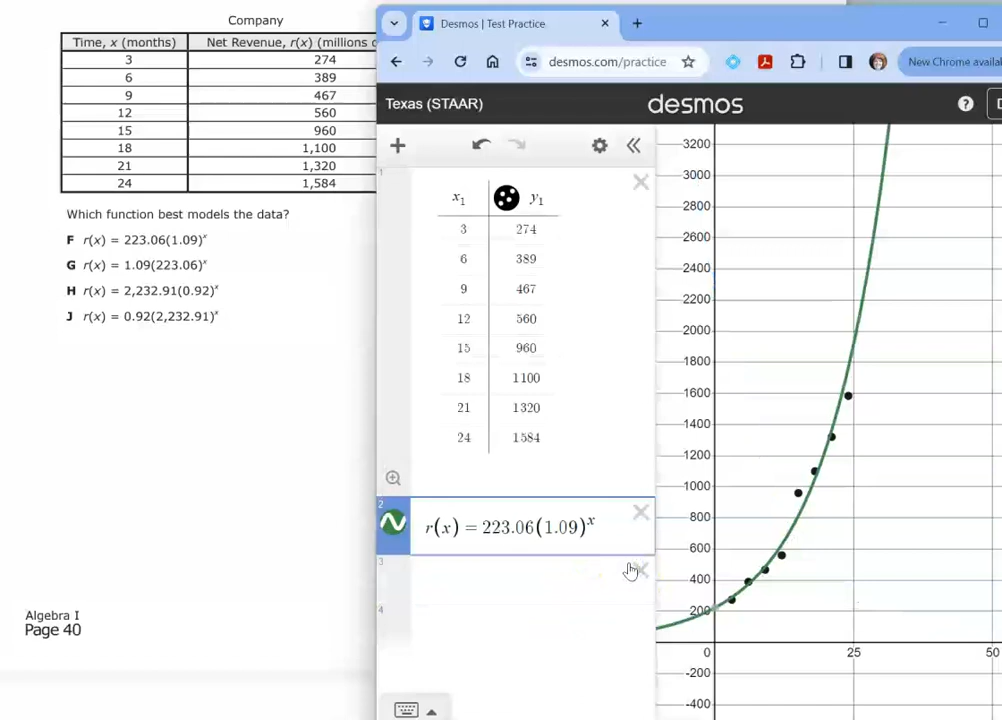 Company
Time, x (months) Net Revenue, r(x) (millions
3 274
6 389
9 467
12 560
15 960
18 1,100
21 1,320
24 1,584
Which function best models the data?
F r(x) = 223.06(1.09)ˣ
G r(x) = 1.09(223.06)ˣ
H r(x) = 2,232.91(0.92)ˣ
J r(x) = 0.92(2,232.91)ˣ
Algebra I
Page 40
Desmos | Test Practice
desmos.com/practice
New Chrome availa
Texas (STAAR)
desmos
1
x₁ y₁
3 274
6 389
9 467
12 560
15 960
18 1100
21 1320
24 1584
2
r(x) = 223.06(1.09)ˣ
3
4
3200
3000
2800
2600
2400
2200
2000
1800
1600
1400
1200
1000
800
600
400
200
0 25 50
-200
-400